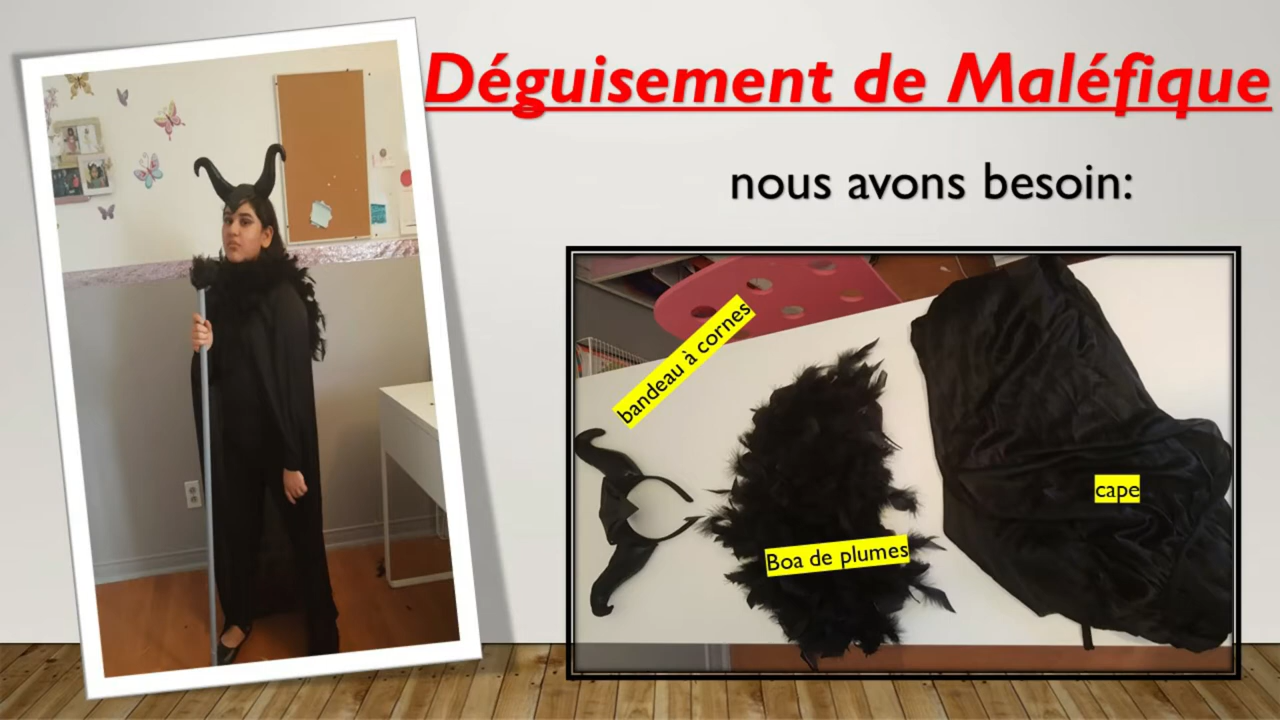 Déguisement de Maléfique
nous avons besoin:
bandeau à cornes
cape
Boa de plumes